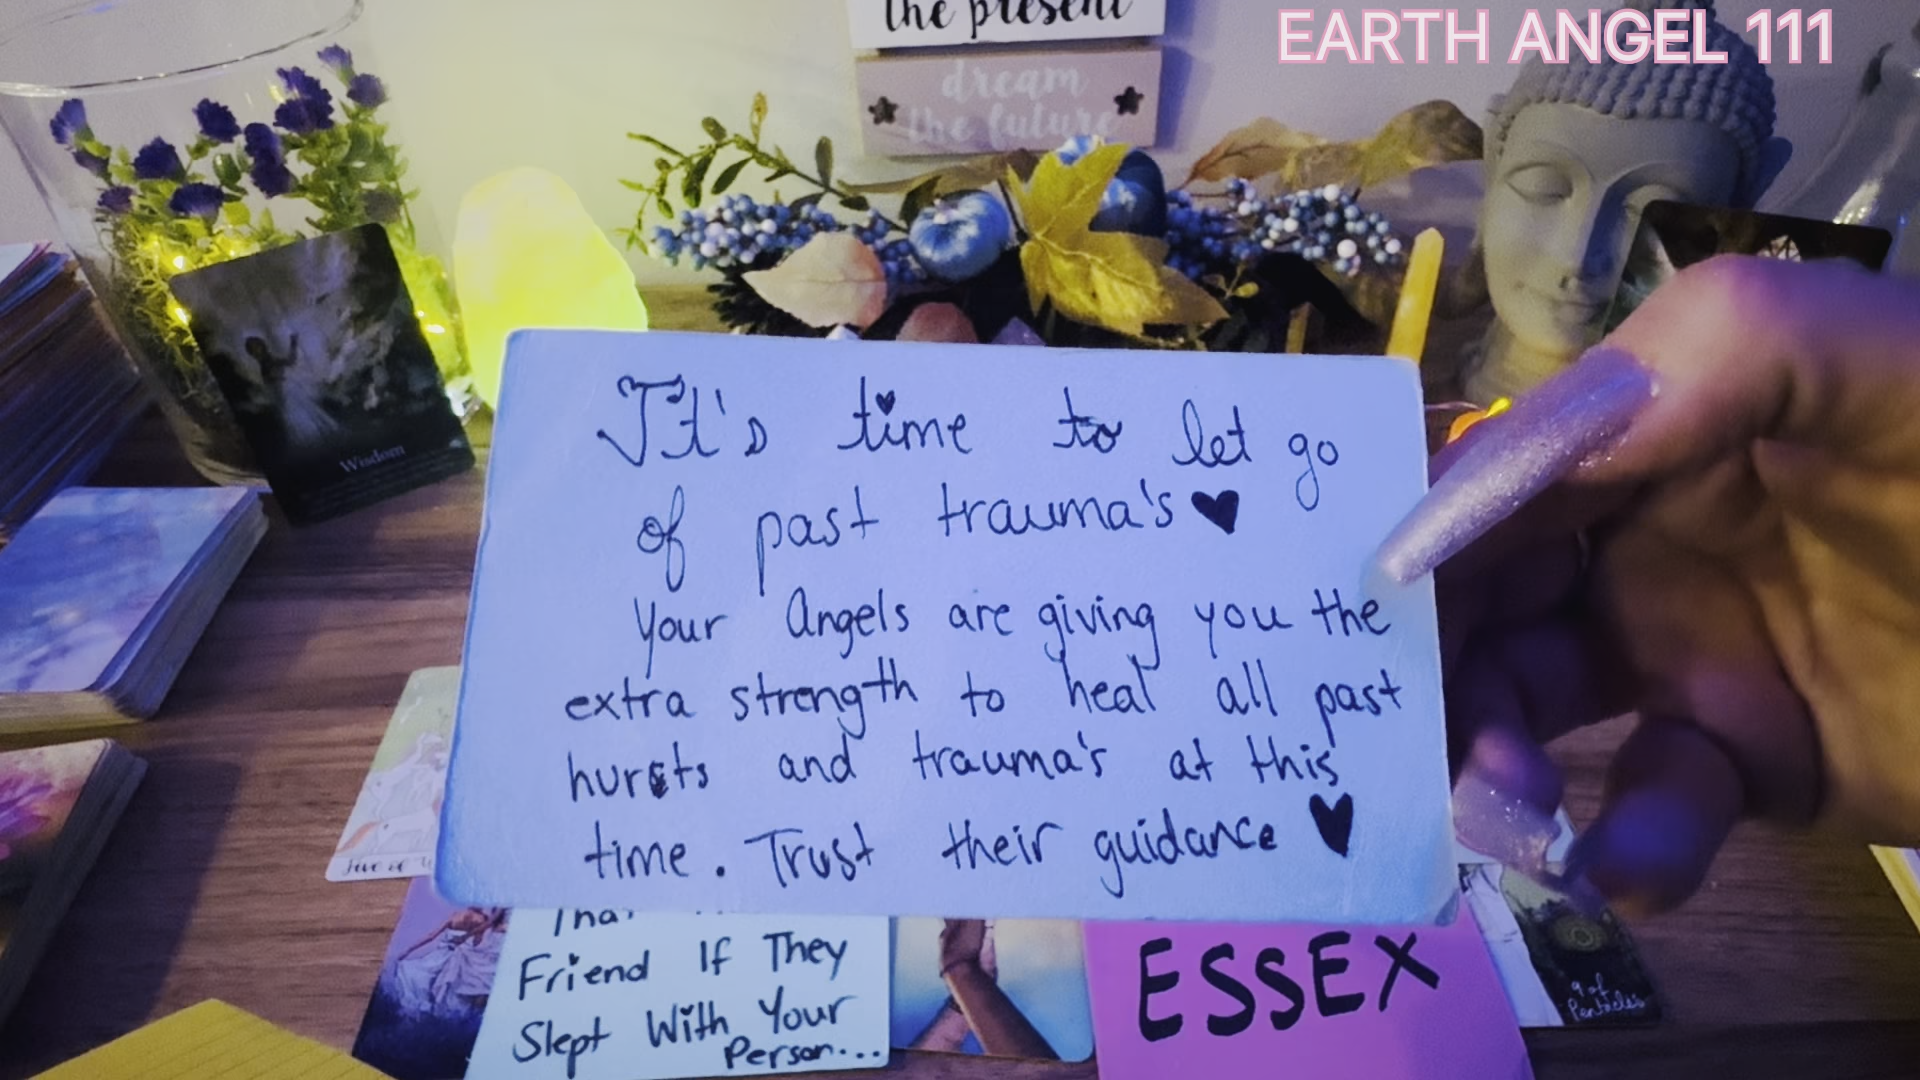 the present
EARTH ANGEL 111
dream
the future
Wisdom
It's time to let go
of past trauma's ♥
Your Angels are giving you the
extra strength to heal all past
hursts and trauma's at this
time. Trust their guidance ♥
Friend If They
Slept With Your
Person...
ESSEX
9 of
Pentacles